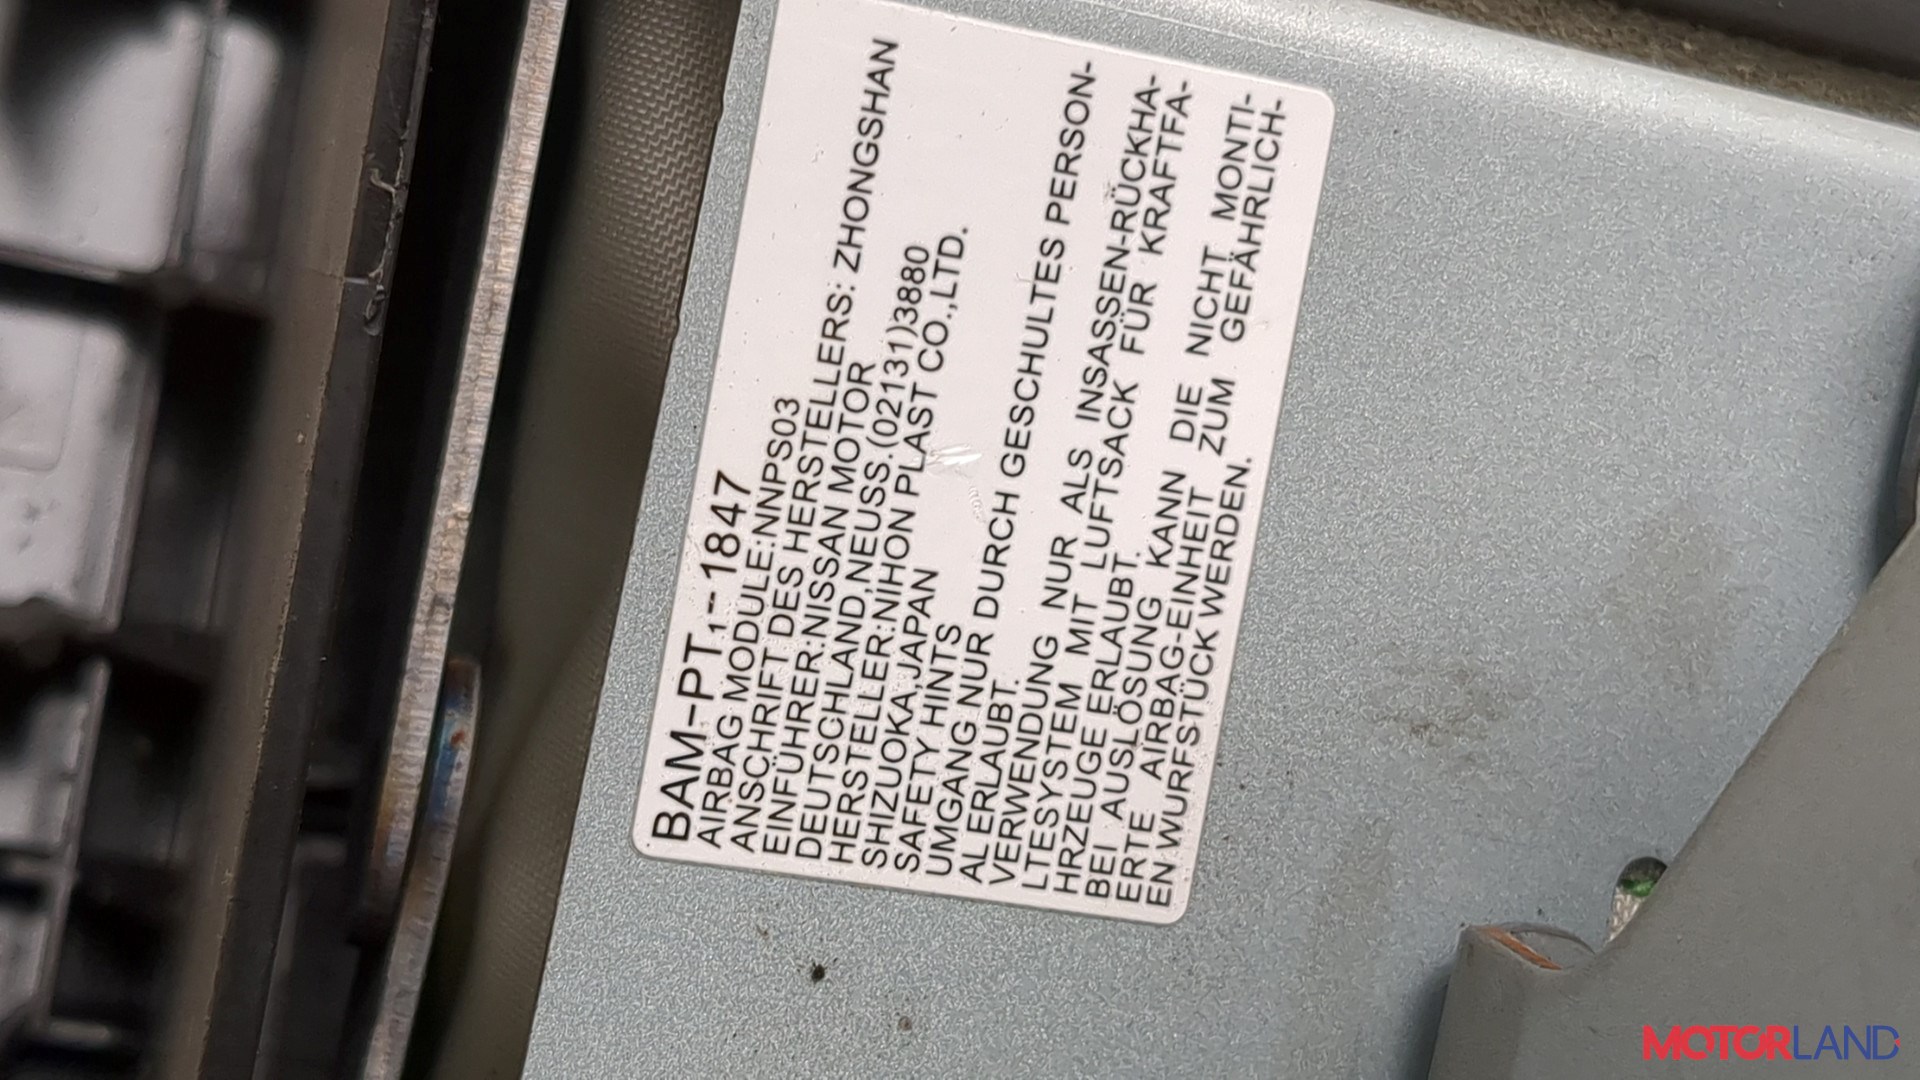 BAM-PT₁--1847
AIRBAG MODULE:NNPS03
ANSCHRIFT DES HERSTELLERS: ZHONGSHAN
EINFÜHRER:NISSAN MOTOR
DEUTSCHLAND,NEUSS.(02131)3880
HERSTELLER:NIHON PLAST CO.,LTD.
SHIZUOKA,JAPAN
SAFETY HINTS
UMGANG NUR DURCH GESCHULTES PERSON-
AL ERLAUBT.
VERWENDUNG NUR ALS INSASSEN-RÜCKHA-
LTESYSTEM MIT LUFTSACK FÜR KRAFTFA-
HRZEUGE ERLAUBT.
BEI AUSLÖSUNG KANN DIE NICHT MONTI-
ERTE AIRBAG-EINHEIT ZUM GEFÄHRLICH-
EN WURFSTÜCK WERDEN.
MOTORLAND